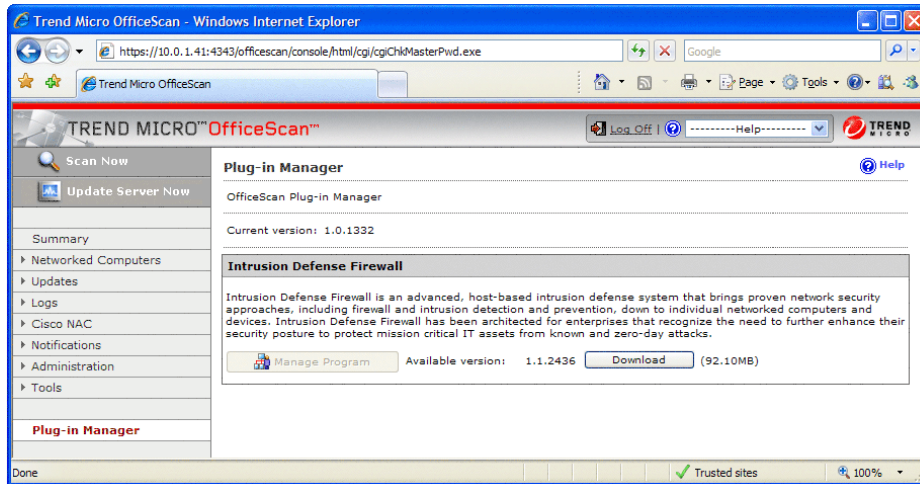 Trend Micro OfficeScan - Windows Internet Explorer
https://10.0.1.41:4343/officescan/console/html/cgi/cgiChkMasterPwd.exe
Google
Trend Micro OfficeScan
Page
Tools
TREND MICRO™ OfficeScan™
Log Off | ---------Help---------
TREND MICRO
Scan Now
Update Server Now
Summary
Networked Computers
Updates
Logs
Cisco NAC
Notifications
Administration
Tools
Plug-in Manager
Plug-in Manager
Help
OfficeScan Plug-in Manager
Current version: 1.0.1332
Intrusion Defense Firewall
Intrusion Defense Firewall is an advanced, host-based intrusion defense system that brings proven network security
approaches, including firewall and intrusion detection and prevention, down to individual networked computers and
devices. Intrusion Defense Firewall has been architected for enterprises that recognize the need to further enhance their
security posture to protect mission critical IT assets from known and zero-day attacks.
Manage Program Available version: 1.1.2436 Download (92.10MB)
Done
Trusted sites
100%